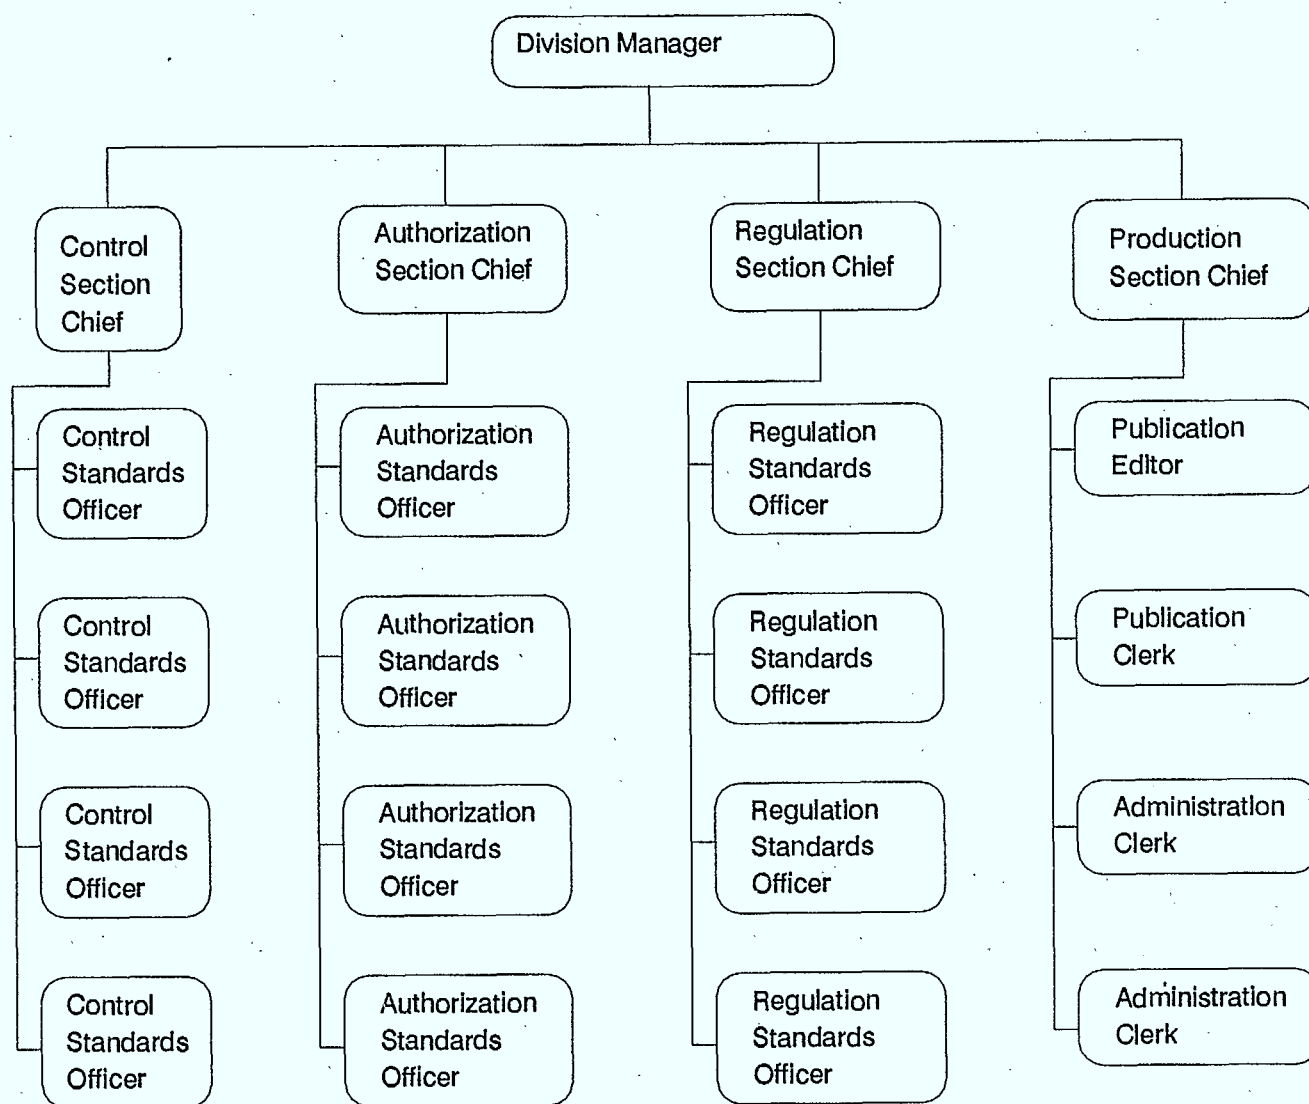 Division Manager
Control
Section
Chief
Authorization
Section Chief
Regulation
Section Chief
Production
Section Chief
Control
Standards
Officer
Authorization
Standards
Officer
Regulation
Standards
Officer
Publication
Editor
Control
Standards
Officer
Authorization
Standards
Officer
Regulation
Standards
Officer
Publication
Clerk
Control
Standards
Officer
Authorization
Standards
Officer
Regulation
Standards
Officer
Administration
Clerk
Control
Standards
Officer
Authorization
Standards
Officer
Regulation
Standards
Officer
Administration
Clerk